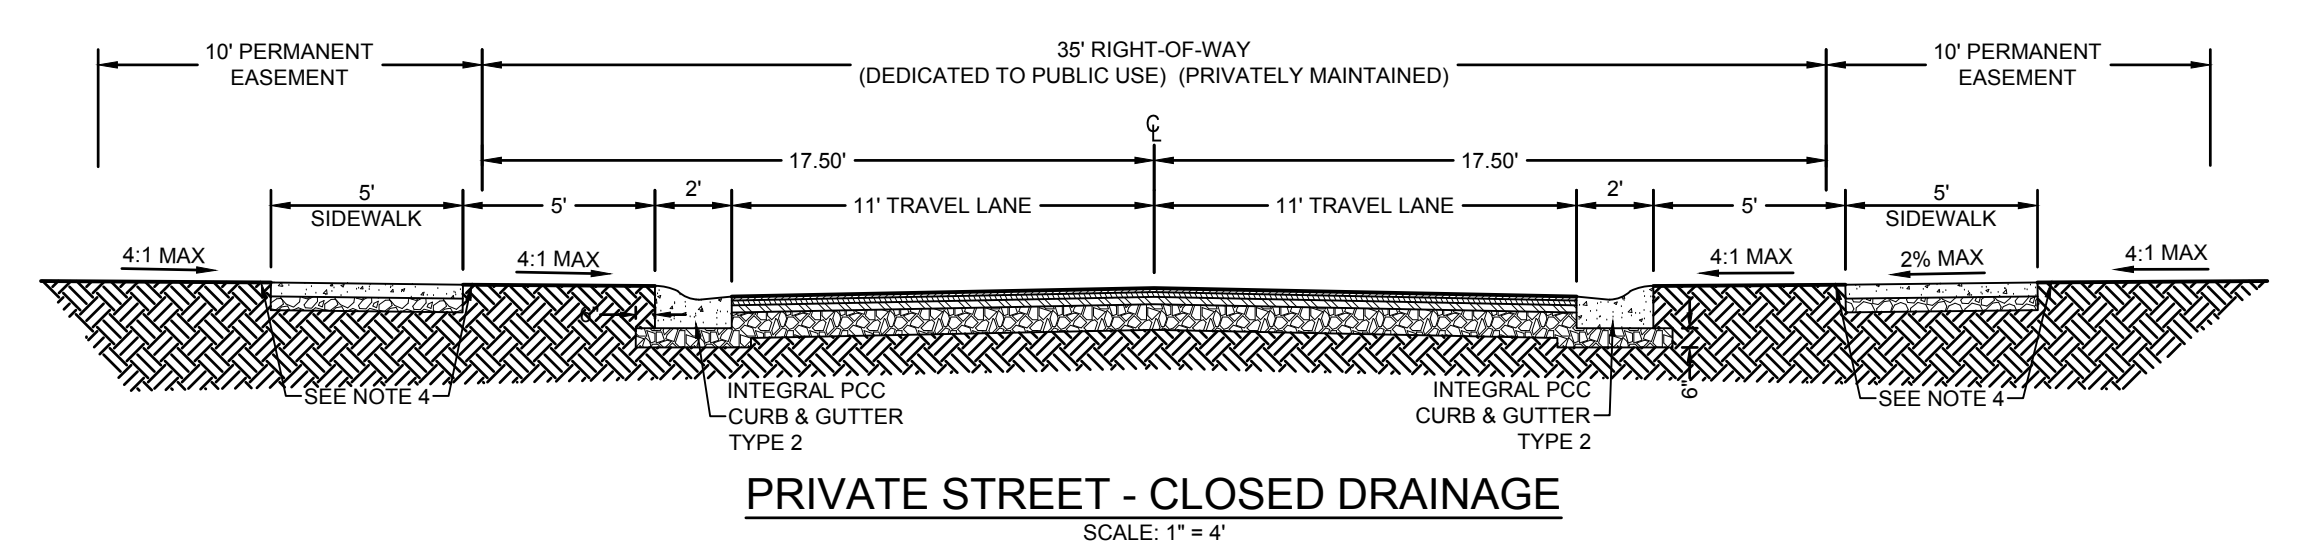 10' PERMANENT
EASEMENT
35' RIGHT-OF-WAY
(DEDICATED TO PUBLIC USE) (PRIVATELY MAINTAINED)
10' PERMANENT
EASEMENT
℄
17.50'
17.50'
5'
SIDEWALK
5'
2'
11' TRAVEL LANE
11' TRAVEL LANE
2'
5'
5'
SIDEWALK
4:1 MAX
4:1 MAX
4:1 MAX
2% MAX
4:1 MAX
6"
6"
SEE NOTE 4
INTEGRAL PCC
CURB & GUTTER
TYPE 2
INTEGRAL PCC
CURB & GUTTER
TYPE 2
SEE NOTE 4
PRIVATE STREET - CLOSED DRAINAGE
SCALE: 1" = 4'